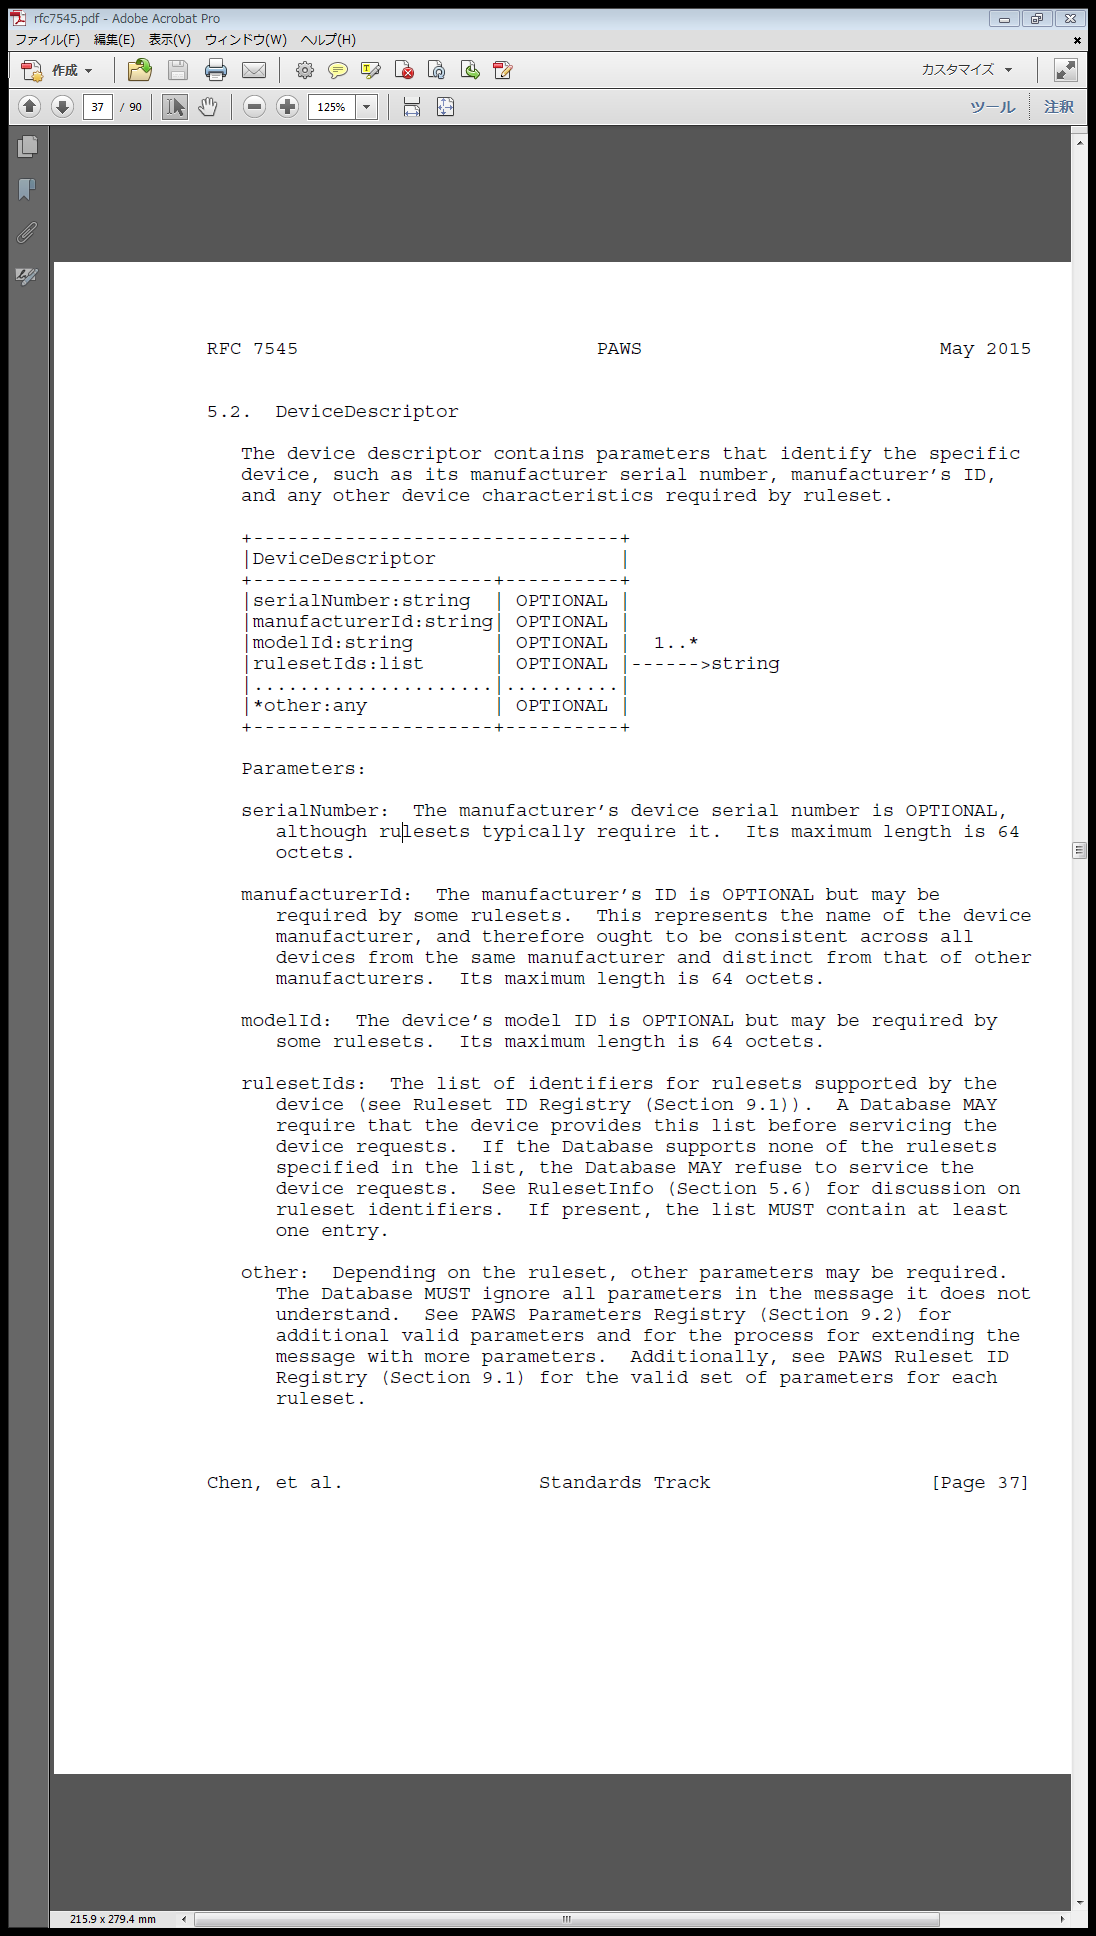 rfc7545.pdf - Adobe Acrobat Pro
ファイル(F) 編集(E) 表示(V) ウィンドウ(W) ヘルプ(H)
作成 カスタマイズ
37 / 90 125% ツール 注釈
RFC 7545 PAWS May 2015
5.2. DeviceDescriptor
The device descriptor contains parameters that identify the specific
device, such as its manufacturer serial number, manufacturer's ID,
and any other device characteristics required by ruleset.
+--------------------------------+
|DeviceDescriptor                |
+---------------------+----------+
|serialNumber:string  | OPTIONAL |
|manufacturerId:string| OPTIONAL |
|modelId:string       | OPTIONAL |  1..*
|rulesetIds:list      | OPTIONAL |------>string
|.....................|..........|
|*other:any           | OPTIONAL |
+---------------------+----------+
Parameters:
serialNumber:  The manufacturer's device serial number is OPTIONAL,
although rulesets typically require it.  Its maximum length is 64
octets.
manufacturerId:  The manufacturer's ID is OPTIONAL but may be
required by some rulesets.  This represents the name of the device
manufacturer, and therefore ought to be consistent across all
devices from the same manufacturer and distinct from that of other
manufacturers.  Its maximum length is 64 octets.
modelId:  The device's model ID is OPTIONAL but may be required by
some rulesets.  Its maximum length is 64 octets.
rulesetIds:  The list of identifiers for rulesets supported by the
device (see Ruleset ID Registry (Section 9.1)).  A Database MAY
require that the device provides this list before servicing the
device requests.  If the Database supports none of the rulesets
specified in the list, the Database MAY refuse to service the
device requests.  See RulesetInfo (Section 5.6) for discussion on
ruleset identifiers.  If present, the list MUST contain at least
one entry.
other:  Depending on the ruleset, other parameters may be required.
The Database MUST ignore all parameters in the message it does not
understand.  See PAWS Parameters Registry (Section 9.2) for
additional valid parameters and for the process for extending the
message with more parameters.  Additionally, see PAWS Ruleset ID
Registry (Section 9.1) for the valid set of parameters for each
ruleset.
Chen, et al. Standards Track [Page 37]
215.9 x 279.4 mm